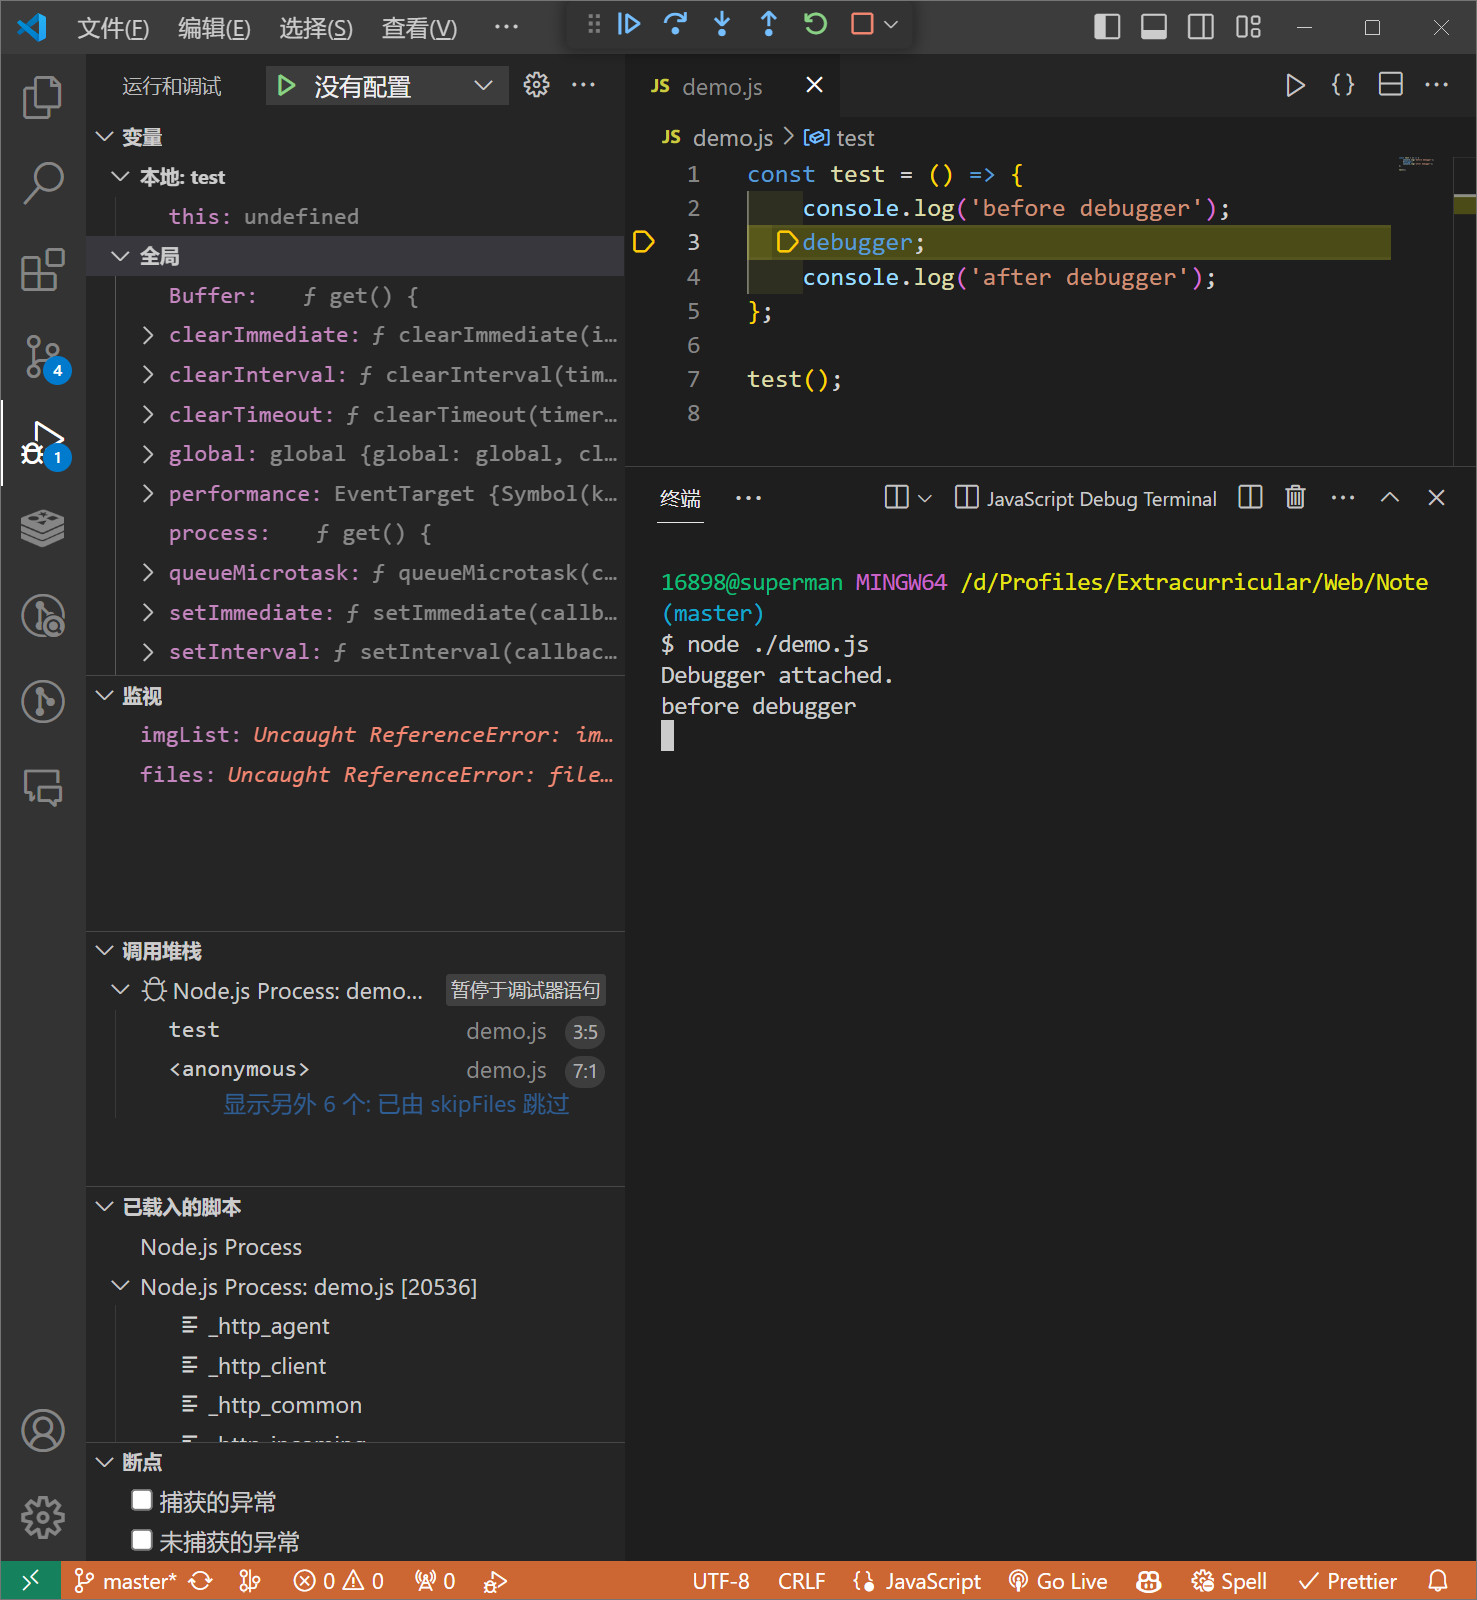 文件(F) 编辑(E) 选择(S) 查看(V) ···
运行和调试 没有配置 ···
变量
本地: test
this: undefined
全局
Buffer: ƒ get() {
clearImmediate: ƒ clearImmediate(i…
clearInterval: ƒ clearInterval(tim…
clearTimeout: ƒ clearTimeout(timer…
global: global {global: global, cl…
performance: EventTarget {Symbol(k…
process: ƒ get() {
queueMicrotask: ƒ queueMicrotask(c…
setImmediate: ƒ setImmediate(callb…
setInterval: ƒ setInterval(callbac…
监视
imgList: Uncaught ReferenceError: im…
files: Uncaught ReferenceError: file…
调用堆栈
Node.js Process: demo... 暂停于调试器语句
test demo.js 3:5
<anonymous> demo.js 7:1
显示另外 6 个: 已由 skipFiles 跳过
已载入的脚本
Node.js Process
Node.js Process: demo.js [20536]
_http_agent
_http_client
_http_common
_http_incoming
断点
捕获的异常
未捕获的异常
4
1
JS demo.js
JS demo.js > test
1 const test = () => {
2 console.log('before debugger');
3 debugger;
4 console.log('after debugger');
5 };
6
7 test();
8
终端 ··· JavaScript Debug Terminal ···
16898@superman MINGW64 /d/Profiles/Extracurricular/Web/Note
(master)
$ node ./demo.js
Debugger attached.
before debugger
master* 0 0 0 UTF-8 CRLF JavaScript Go Live Spell Prettier